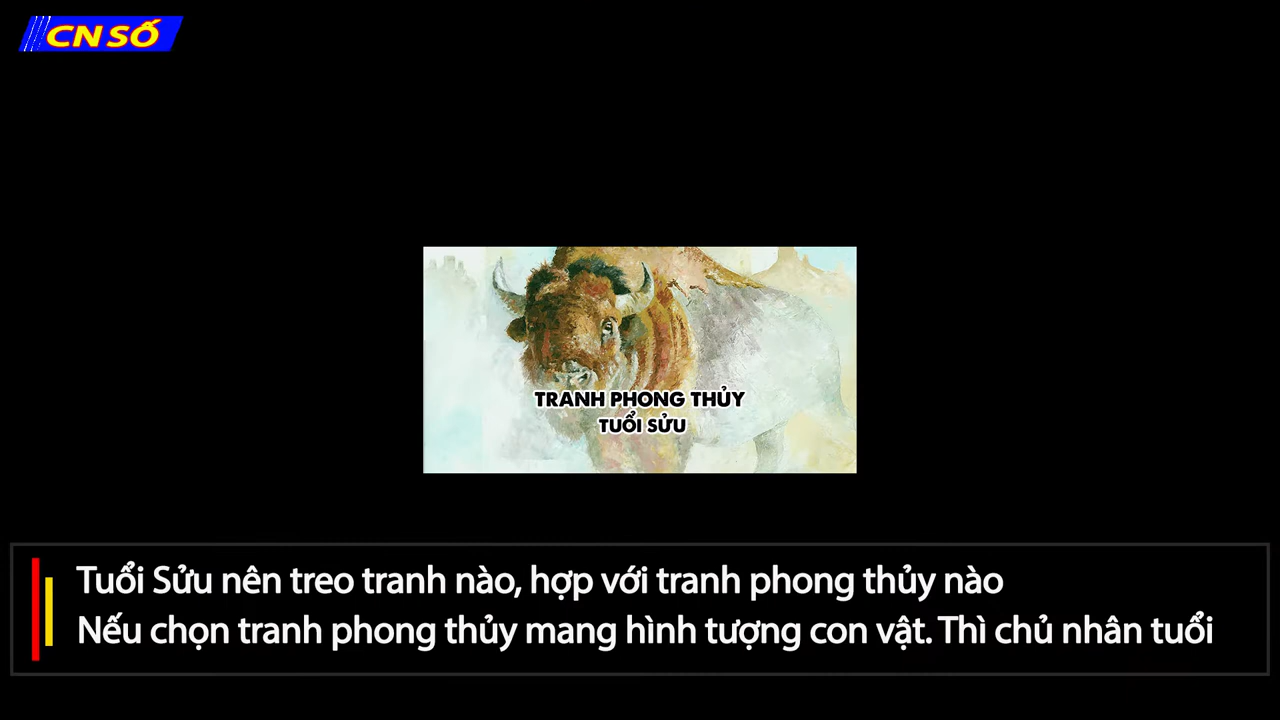 CN SỐ
TRANH PHONG THỦY
TUỔI SỬU
Tuổi Sửu nên treo tranh nào, hợp với tranh phong thủy nào
Nếu chọn tranh phong thủy mang hình tượng con vật. Thì chủ nhân tuổi